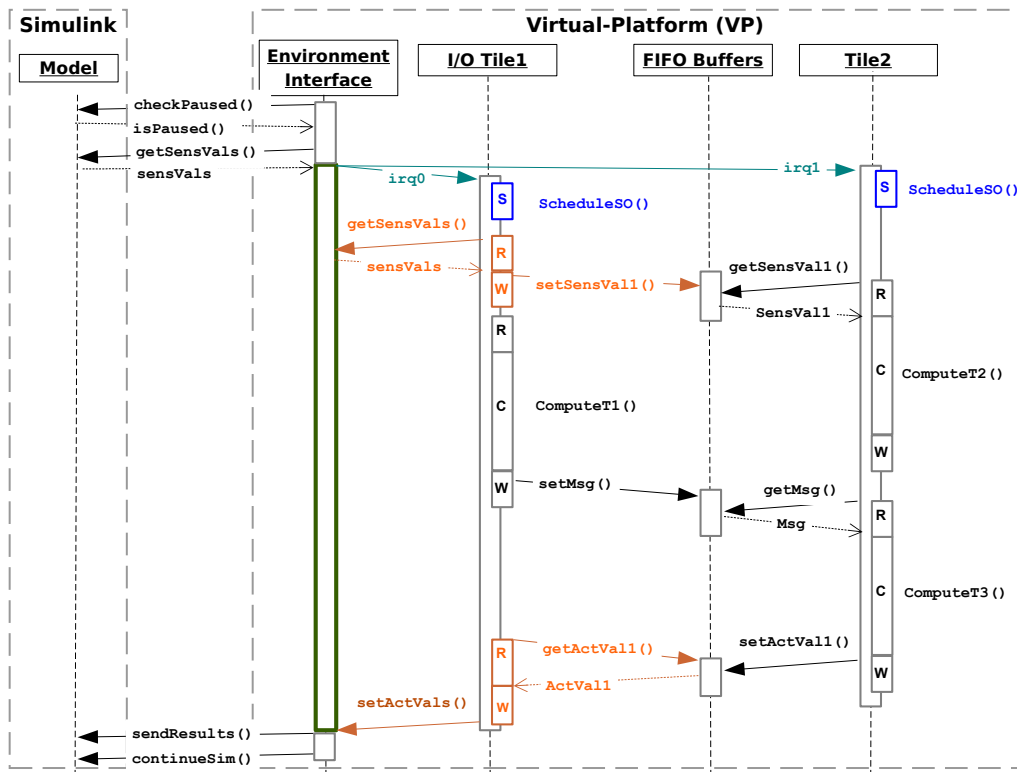 Simulink
Virtual-Platform (VP)
Model
Environment
Interface
I/O Tile1
FIFO Buffers
Tile2
checkPaused()
isPaused()
getSensVals()
sensVals
irq0
irq1
S
ScheduleSO()
S
ScheduleSO()
getSensVals()
R
sensVals
W
setSensVal1()
getSensVal1()
R
SensVal1
R
C
ComputeT2()
C
ComputeT1()
W
W
setMsg()
getMsg()
R
Msg
C
ComputeT3()
R
getActVal1()
setActVal1()
W
ActVal1
W
setActVals()
sendResults()
continueSim()